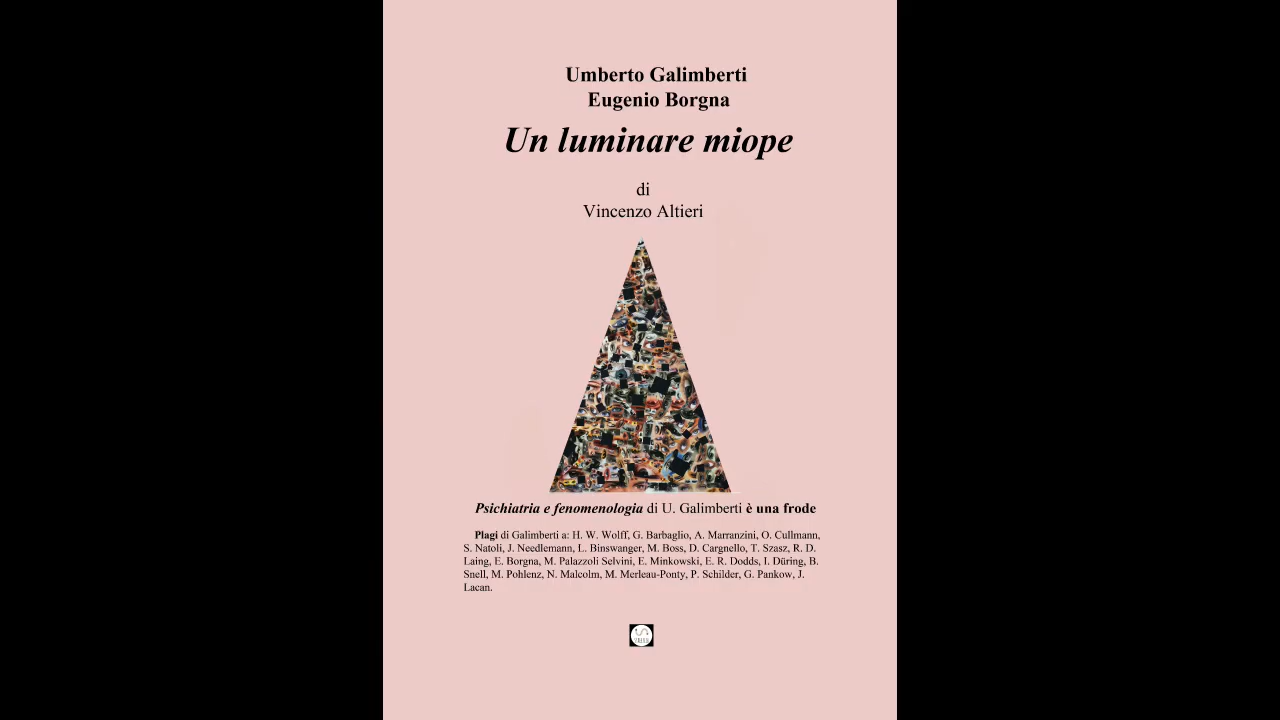 Umberto Galimberti
Eugenio Borgna
Un luminare miope
di
Vincenzo Altieri
Psichiatria e fenomenologia di U. Galimberti è una frode
Plagi di Galimberti a: H. W. Wolff, G. Barbaglio, A. Marranzini, O. Cullmann,
S. Natoli, J. Needlemann, L. Binswanger, M. Boss, D. Cargnello, T. Szasz, R. D.
Laing, E. Borgna, M. Palazzoli Selvini, E. Minkowski, E. R. Dodds, I. Düring, B.
Snell, M. Pohlenz, N. Malcolm, M. Merleau-Ponty, P. Schilder, G. Pankow, J.
Lacan.